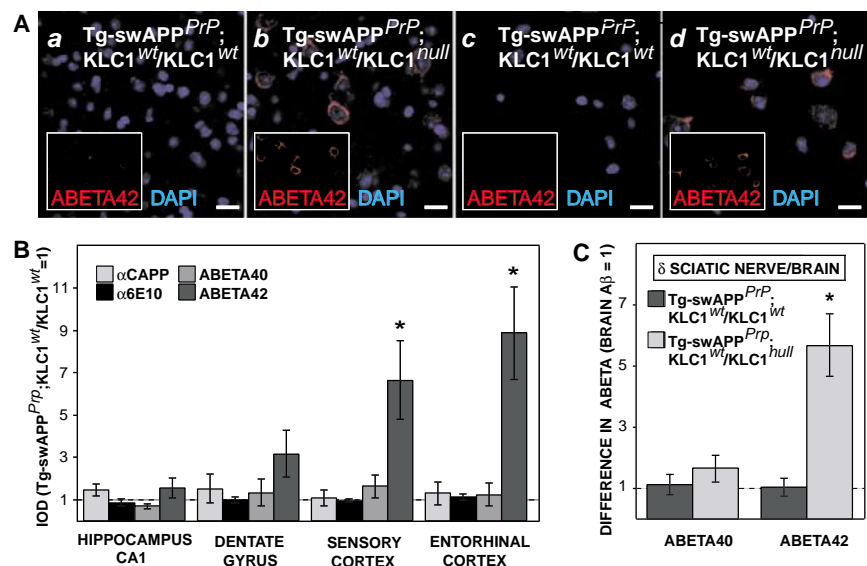 A
a Tg-swAPP^PrP;
KLC1^wt/KLC1^wt
ABETA42 DAPI
b Tg-swAPP^PrP;
KLC1^wt/KLC1^null
ABETA42 DAPI
c Tg-swAPP^PrP;
KLC1^wt/KLC1^wt
ABETA42 DAPI
d Tg-swAPP^PrP;
KLC1^wt/KLC1^null
ABETA42 DAPI
B
IOD (Tg-swAPP^Prp;KLC1^wt/KLC1^wt=1)
11
9
7
5
3
1
αCAPP
α6E10
ABETA40
ABETA42
*
*
HIPPOCAMPUS
CA1
DENTATE
GYRUS
SENSORY
CORTEX
ENTORHINAL
CORTEX
C
DIFFERENCE IN ABETA (BRAIN Aβ = 1)
7
5
3
1
δ SCIATIC NERVE/BRAIN
Tg-swAPP^PrP;
KLC1^wt/KLC1^wt
Tg-swAPP^Prp;
KLC1^wt/KLC1^null
*
ABETA40
ABETA42